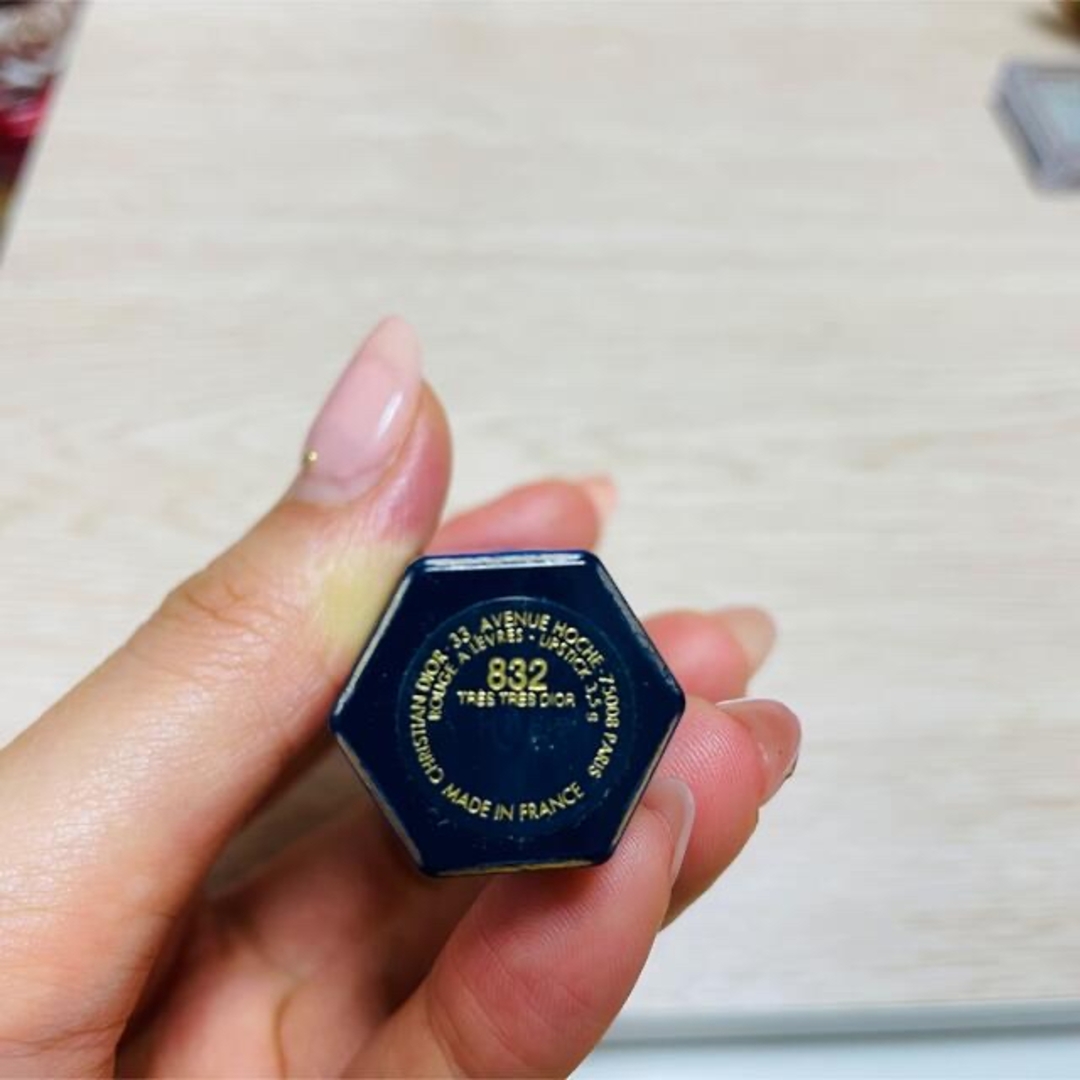 CHRISTIAN DIOR · 33, AVENUE HOCHE · 75008 PARIS
ROUGE A LEVRES • LIPSTICK 3,5 g
832
TRES TRES DIOR
MADE IN FRANCE